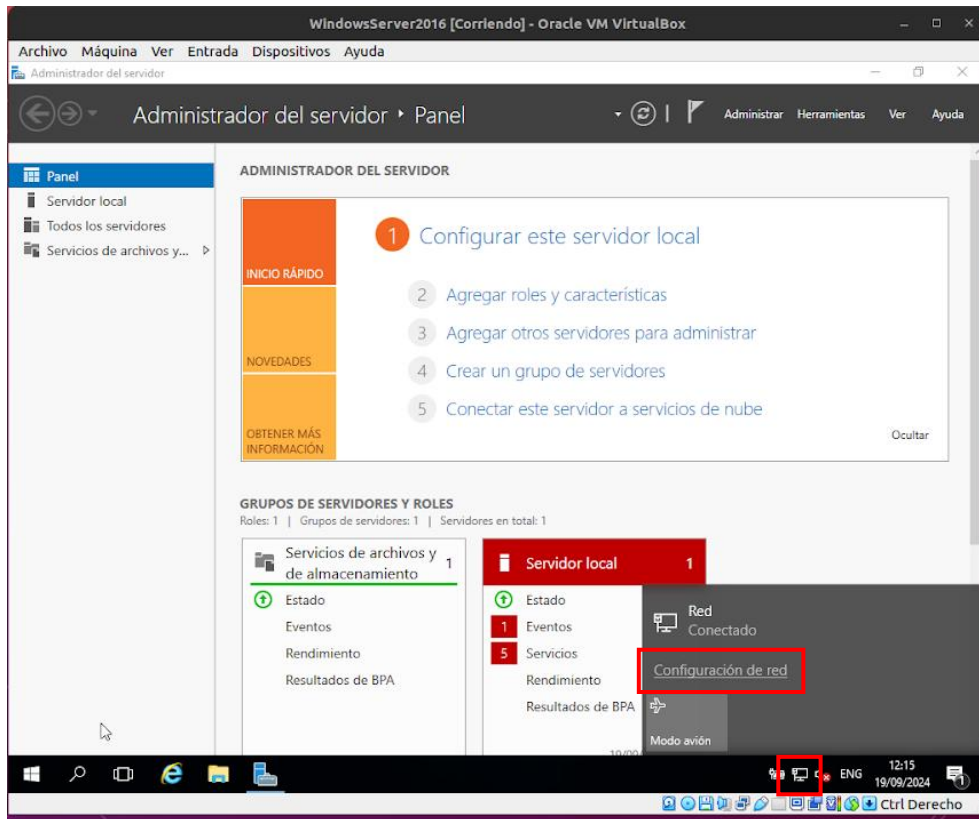 WindowsServer2016 [Corriendo] - Oracle VM VirtualBox
Archivo Máquina Ver Entrada Dispositivos Ayuda
Administrador del servidor
Administrador del servidor ‣ Panel
Administrar Herramientas Ver Ayuda
Panel
Servidor local
Todos los servidores
Servicios de archivos y...
ADMINISTRADOR DEL SERVIDOR
INICIO RÁPIDO
NOVEDADES
OBTENER MÁS
INFORMACIÓN
1 Configurar este servidor local
2 Agregar roles y características
3 Agregar otros servidores para administrar
4 Crear un grupo de servidores
5 Conectar este servidor a servicios de nube
Ocultar
GRUPOS DE SERVIDORES Y ROLES
Roles: 1 | Grupos de servidores: 1 | Servidores en total: 1
Servicios de archivos y
de almacenamiento
1
Estado
Eventos
Rendimiento
Resultados de BPA
Servidor local 1
Estado
1 Eventos
5 Servicios
Rendimiento
Resultados de BPA
Red
Conectado
Configuración de red
Modo avión
ENG
12:15
19/09/2024
1
Ctrl Derecho